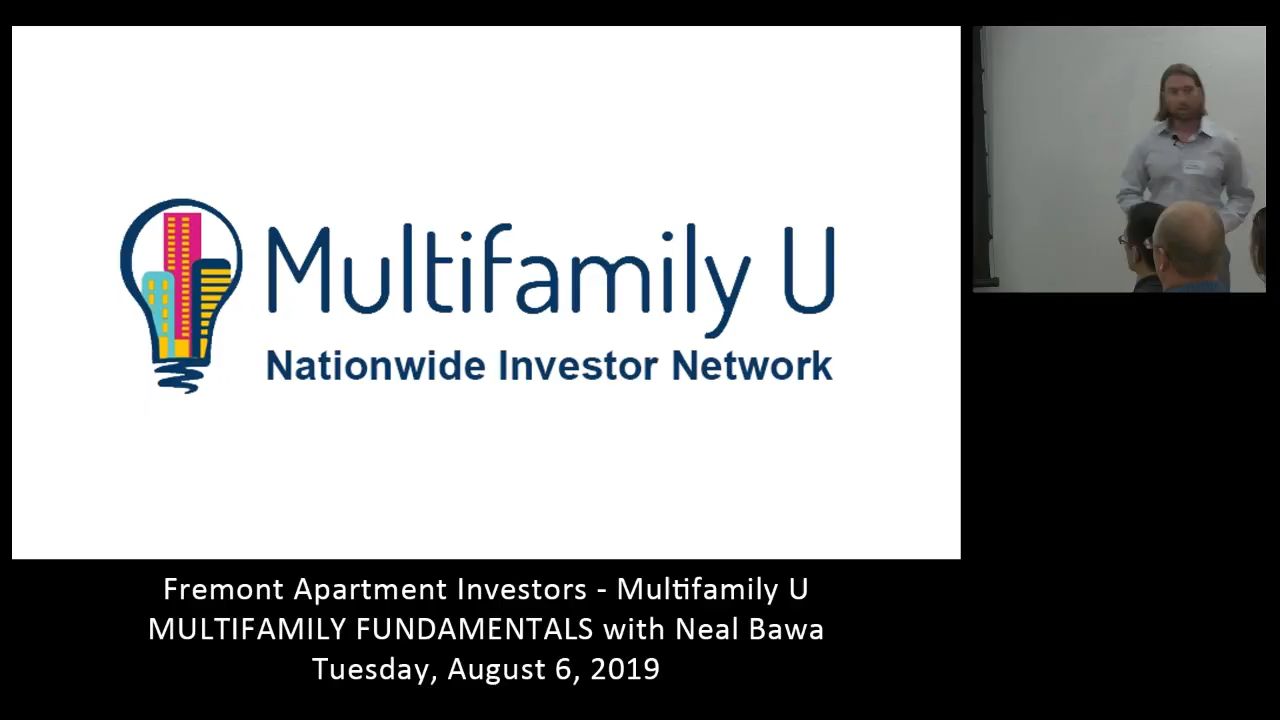 Multifamily U
Nationwide Investor Network
Fremont Apartment Investors - Multifamily U
MULTIFAMILY FUNDAMENTALS with Neal Bawa
Tuesday, August 6, 2019